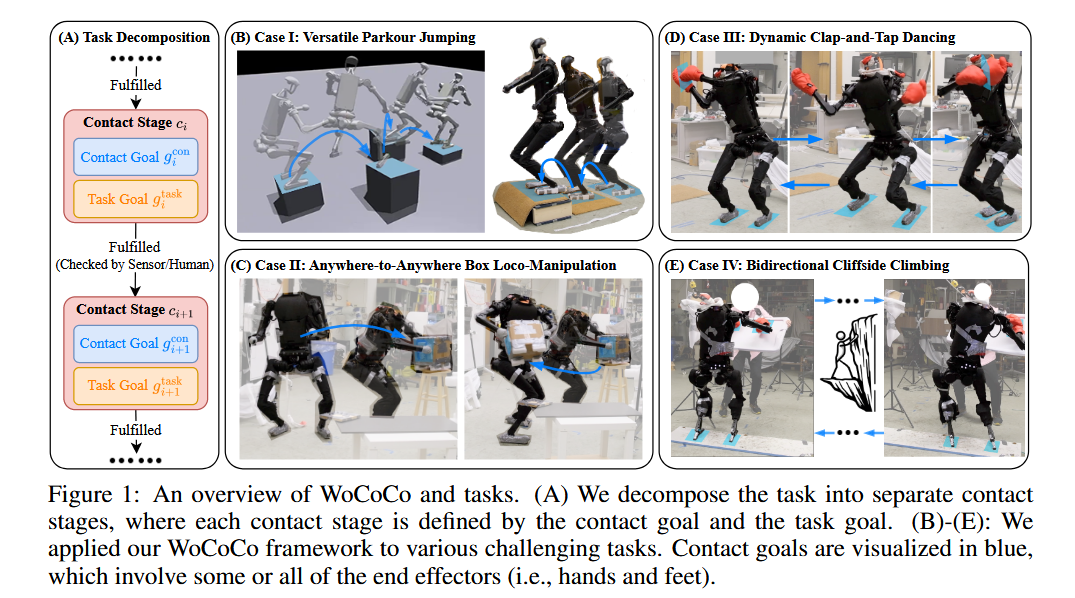 (A) Task Decomposition
Fulfilled
Contact Stage c_i
Contact Goal g_i^con
Task Goal g_i^task
Fulfilled
(Checked by Sensor/Human)
Contact Stage c_{i+1}
Contact Goal g_{i+1}^con
Task Goal g_{i+1}^task
Fulfilled
(B) Case I: Versatile Parkour Jumping
(C) Case II: Anywhere-to-Anywhere Box Loco-Manipulation
(D) Case III: Dynamic Clap-and-Tap Dancing
(E) Case IV: Bidirectional Cliffside Climbing
Figure 1: An overview of WoCoCo and tasks. (A) We decompose the task into separate contact
stages, where each contact stage is defined by the contact goal and the task goal. (B)-(E): We
applied our WoCoCo framework to various challenging tasks. Contact goals are visualized in blue,
which involve some or all of the end effectors (i.e., hands and feet).